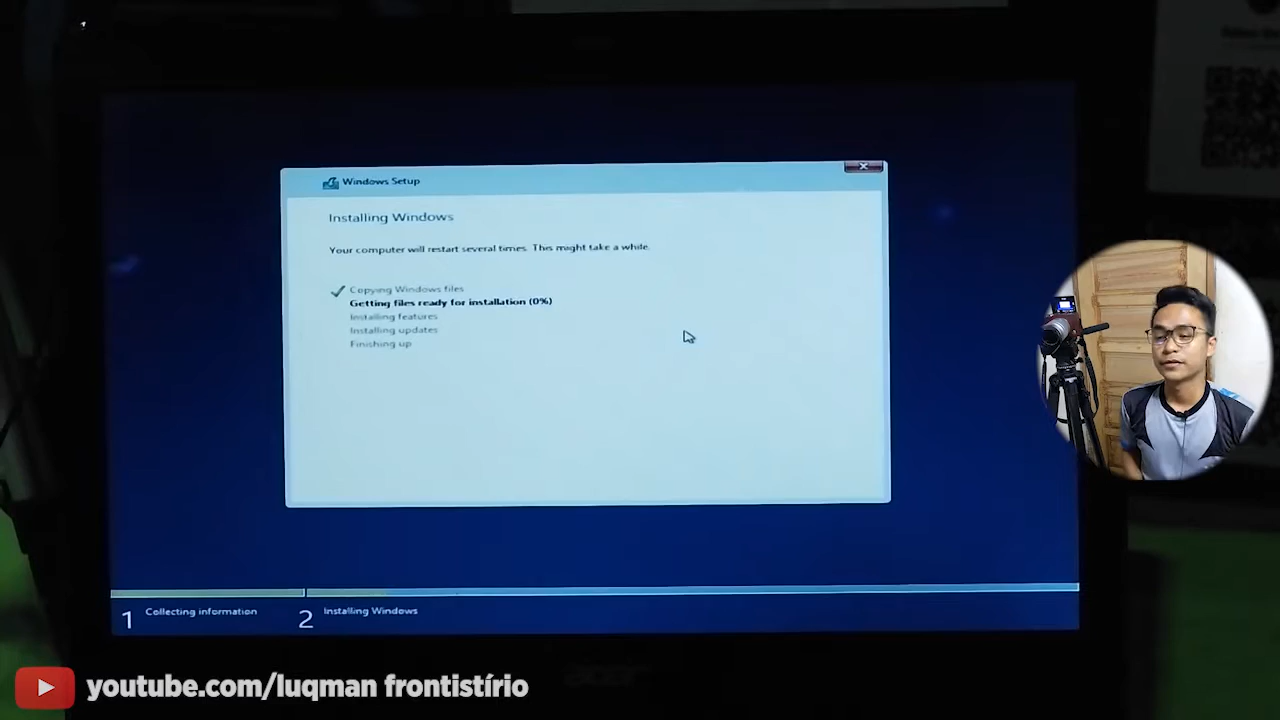 Windows Setup
Installing Windows
Your computer will restart several times. This might take a while.
Copying Windows files
Getting files ready for installation (0%)
Installing features
Installing updates
Finishing up
1 Collecting information
2 Installing Windows
acer
youtube.com/luqman frontistírio